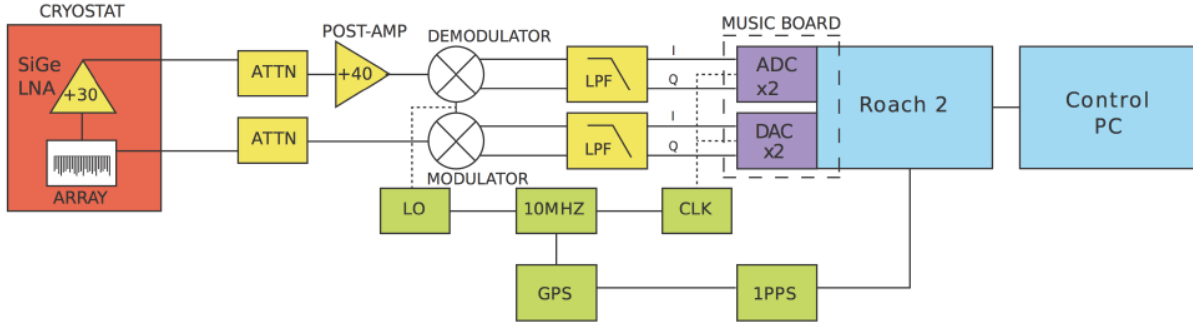 CRYOSTAT
SiGe
LNA
+30
ARRAY
ATTN
ATTN
POST-AMP
+40
DEMODULATOR
MODULATOR
LPF
LPF
I
Q
I
Q
MUSIC BOARD
ADC
x2
DAC
x2
Roach 2
Control
PC
LO
10MHZ
CLK
GPS
1PPS